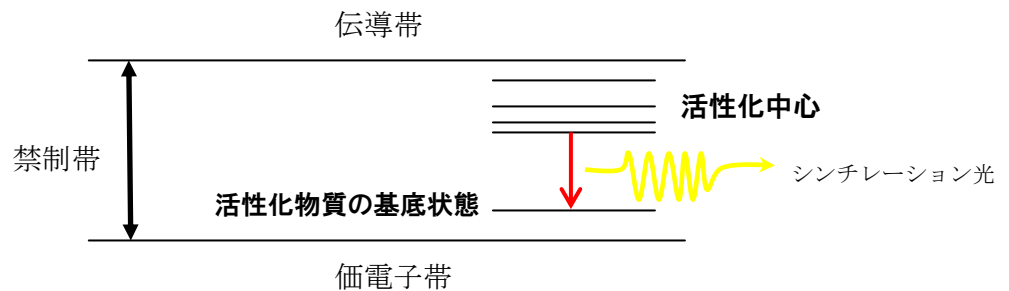 伝導帯
活性化中心
禁制帯
シンチレーション光
活性化物質の基底状態
価電子帯